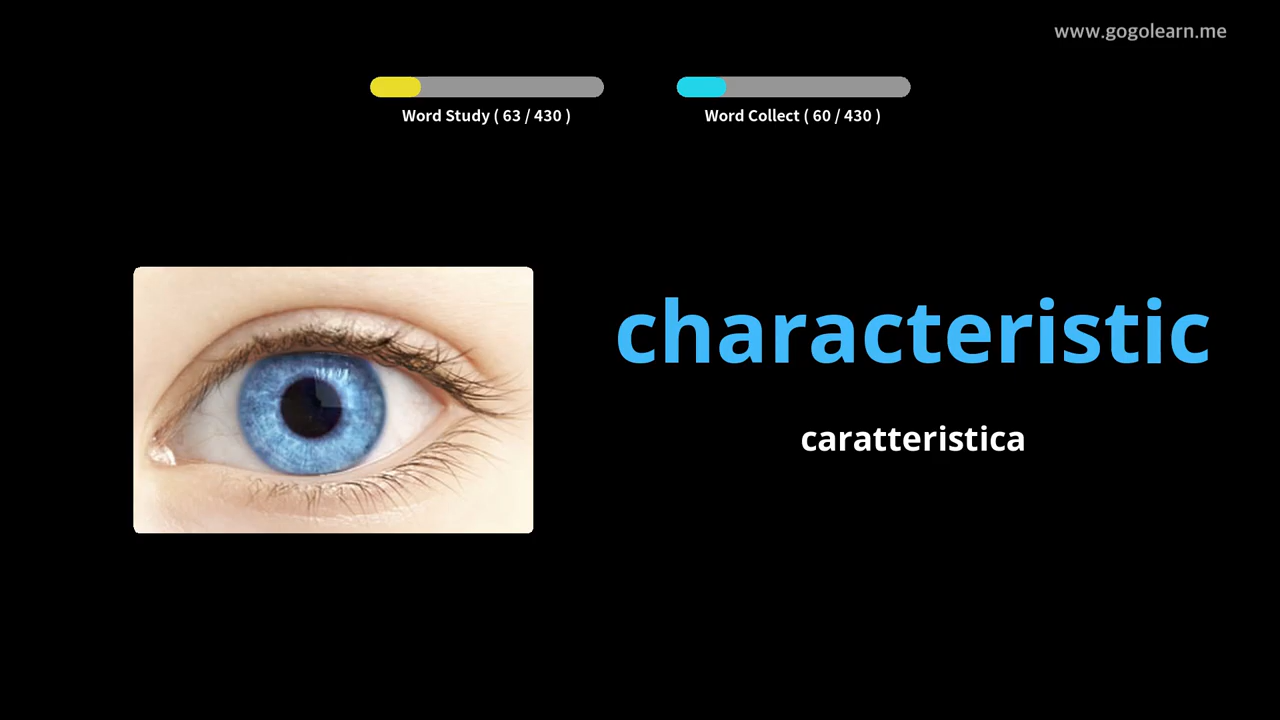 www.gogolearn.me
Word Study ( 63 / 430 )
Word Collect ( 60 / 430 )
characteristic
caratteristica